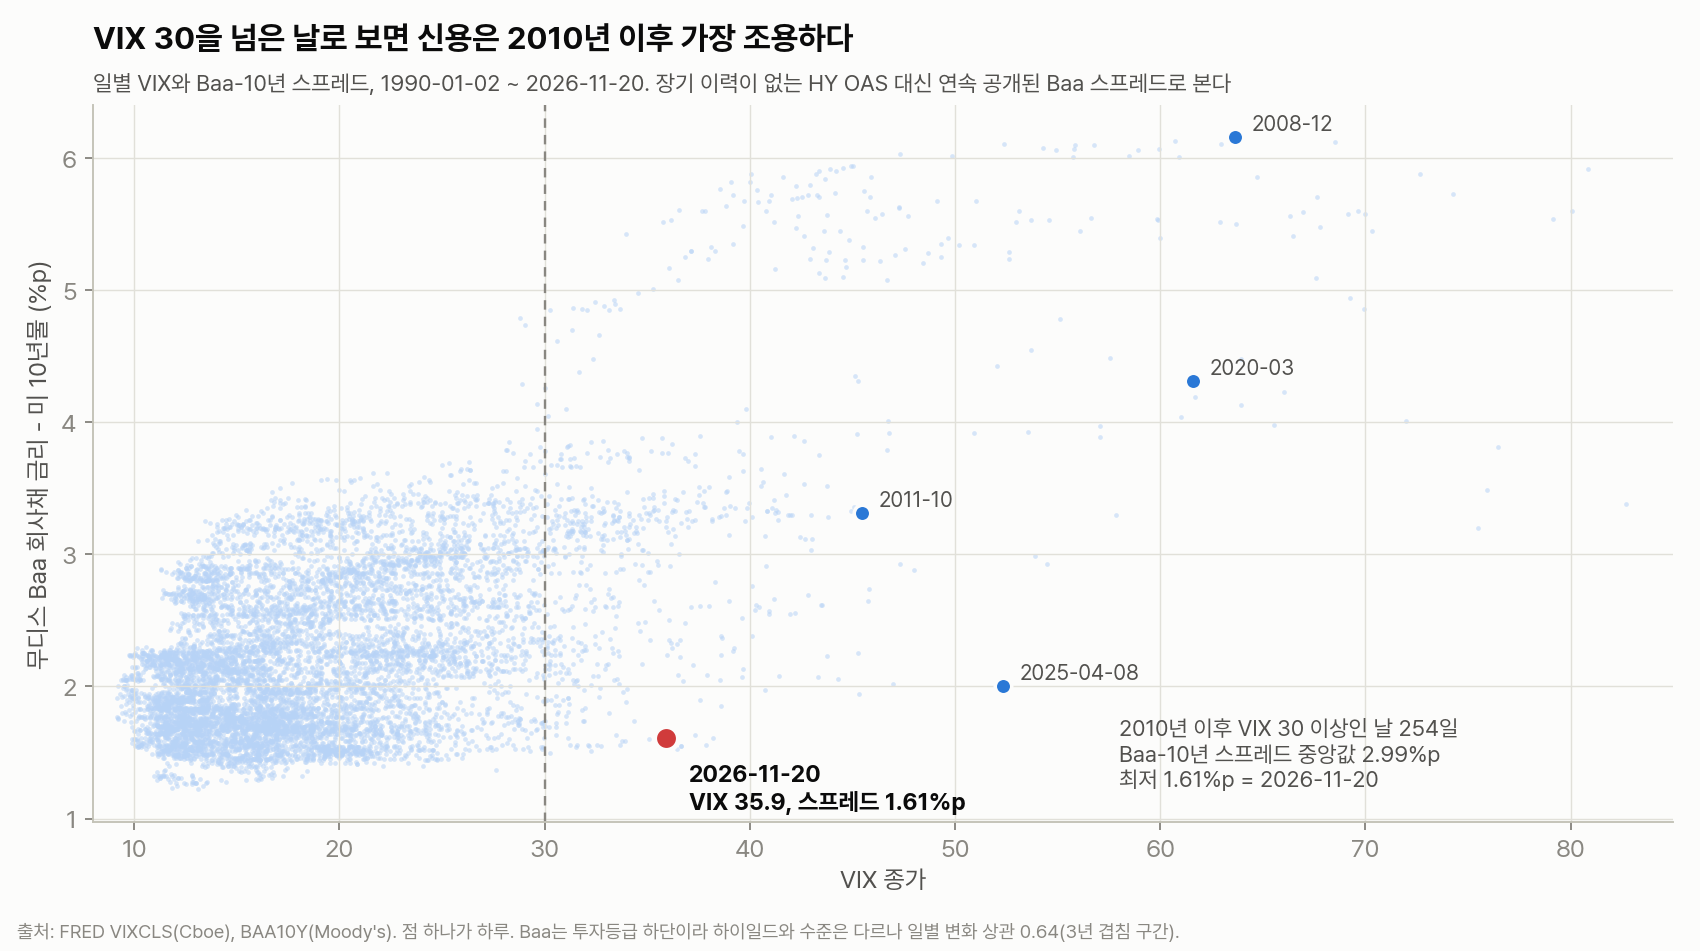 VIX 30을 넘은 날로 보면 신용은 2010년 이후 가장 조용하다
일별 VIX와 Baa-10년 스프레드, 1990-01-02 ~ 2026-11-20. 장기 이력이 없는 HY OAS 대신 연속 공개된 Baa 스프레드로 본다
무디스 Baa 회사채 금리 - 미 10년물 (%p)
6
5
4
3
2
1
2008-12
2020-03
2011-10
2025-04-08
2026-11-20
VIX 35.9, 스프레드 1.61%p
2010년 이후 VIX 30 이상인 날 254일
Baa-10년 스프레드 중앙값 2.99%p
최저 1.61%p = 2026-11-20
10 20 30 40 50 60 70 80
VIX 종가
출처: FRED VIXCLS(Cboe), BAA10Y(Moody's). 점 하나가 하루. Baa는 투자등급 하단이라 하이일드와 수준은 다르나 일별 변화 상관 0.64(3년 겹침 구간).